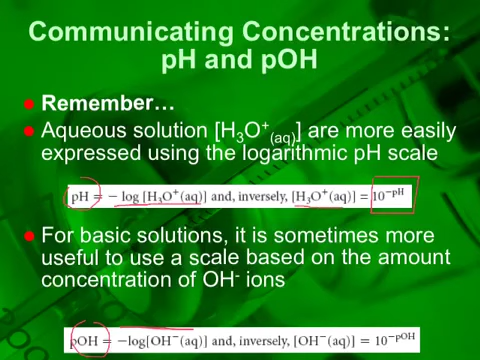 Communicating Concentrations:
pH and pOH
● Remember…
● Aqueous solution [H₃O⁺₍aq₎] are more easily
expressed using the logarithmic pH scale
pH = − log [H₃O⁺(aq)] and, inversely, [H₃O⁺(aq)] = 10⁻ᵖᴴ
● For basic solutions, it is sometimes more
useful to use a scale based on the amount
concentration of OH⁻ ions
pOH = −log[OH⁻(aq)] and, inversely, [OH⁻(aq)] = 10⁻ᵖᴼᴴ